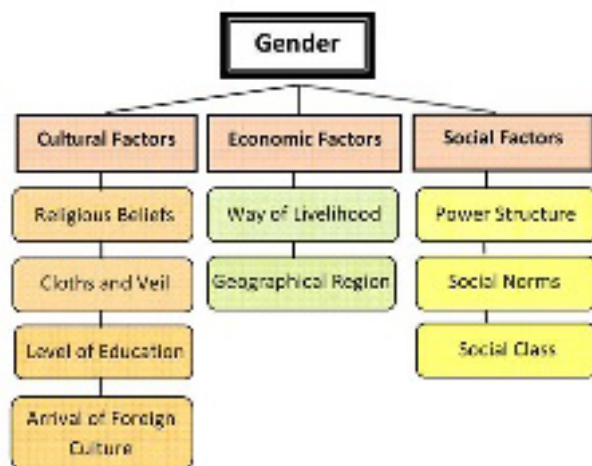 Gender
Cultural Factors
Economic Factors
Social Factors
Religious Beliefs
Way of Livelihood
Power Structure
Cloths and Veil
Geographical Region
Social Norms
Level of Education
Social Class
Arrival of Foreign
Culture